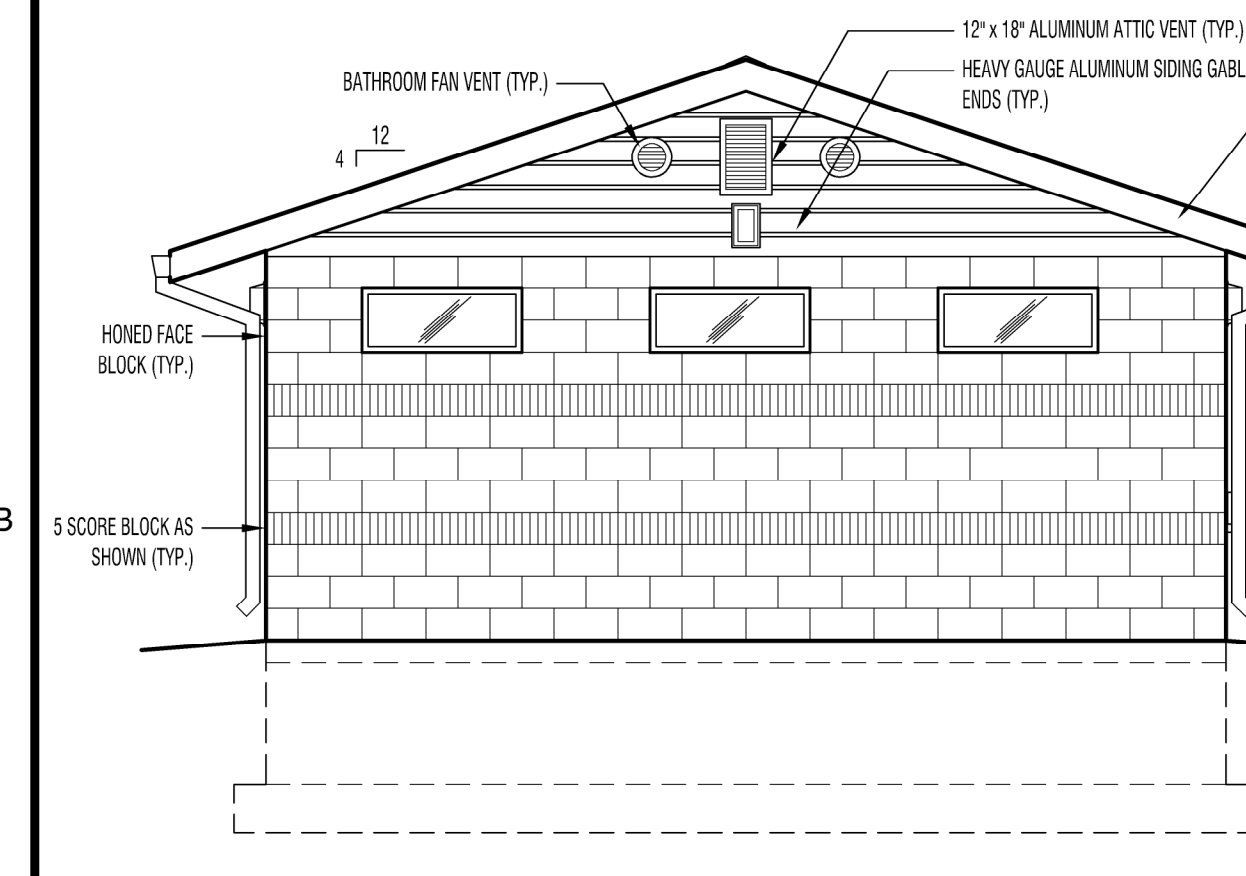 12" x 18" ALUMINUM ATTIC VENT (TYP.)
HEAVY GAUGE ALUMINUM SIDING GABL
ENDS (TYP.)
BATHROOM FAN VENT (TYP.)
12
4
HONED FACE
BLOCK (TYP.)
5 SCORE BLOCK AS
SHOWN (TYP.)
B